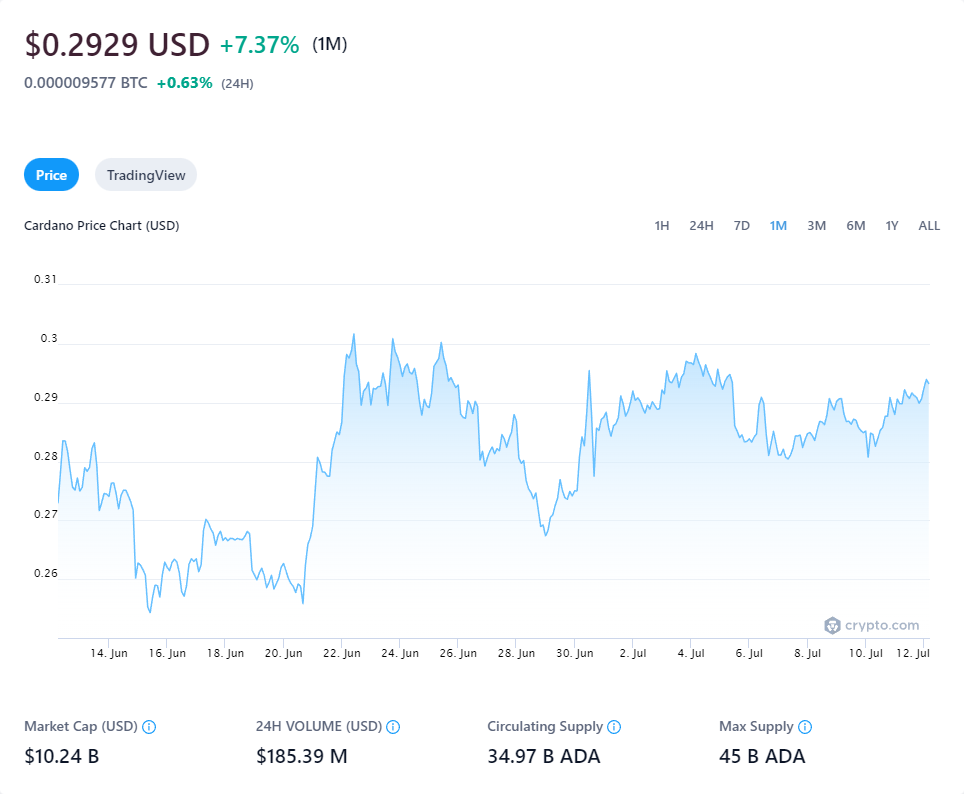 $0.2929 USD +7.37% (1M)
0.000009577 BTC +0.63% (24H)
Price TradingView
Cardano Price Chart (USD) 1H 24H 7D 1M 3M 6M 1Y ALL
0.31
0.3
0.29
0.28
0.27
0.26
crypto.com
14. Jun 16. Jun 18. Jun 20. Jun 22. Jun 24. Jun 26. Jun 28. Jun 30. Jun 2. Jul 4. Jul 6. Jul 8. Jul 10. Jul 12. Jul
Market Cap (USD) 24H VOLUME (USD) Circulating Supply Max Supply
$10.24 B $185.39 M 34.97 B ADA 45 B ADA